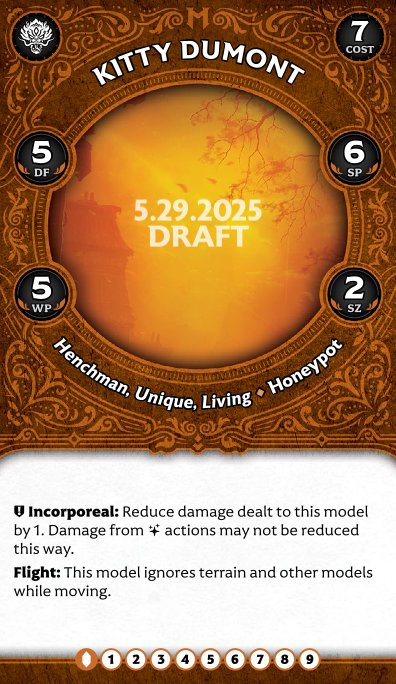 KITTY DUMONT
7
COST
5
DF
6
SP
5.29.2025
DRAFT
5
WP
2
SZ
Henchman, Unique, Living ♦ Honeypot
Incorporeal: Reduce damage dealt to this model
by 1. Damage from actions may not be reduced
this way.
Flight: This model ignores terrain and other models
while moving.
1 2 3 4 5 6 7 8 9